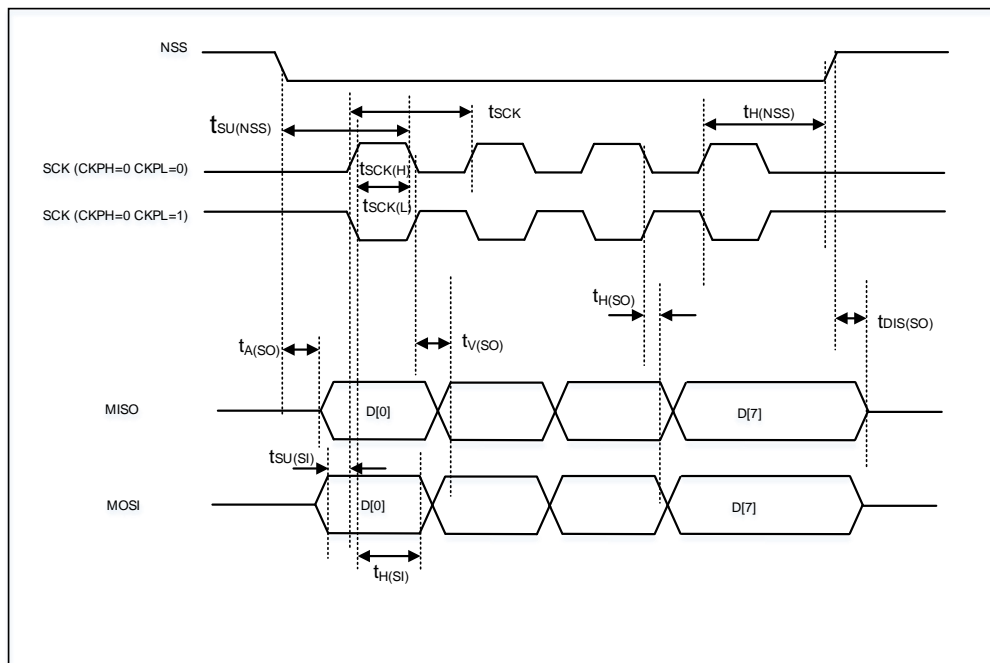 NSS
tSCK
tSU(NSS)
tH(NSS)
SCK (CKPH=0 CKPL=0)
tSCK(H)
tSCK(L)
SCK (CKPH=0 CKPL=1)
tH(SO)
tDIS(SO)
tA(SO)
tV(SO)
MISO
D[0]
D[7]
tSU(SI)
MOSI
D[0]
D[7]
tH(SI)